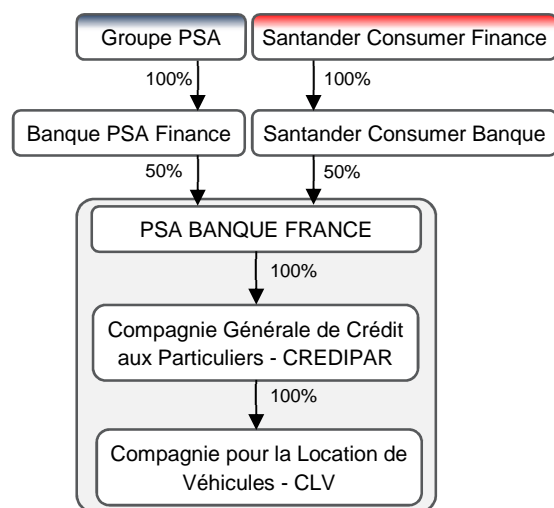 Groupe PSA
Santander Consumer Finance
100%
100%
Banque PSA Finance
Santander Consumer Banque
50%
50%
PSA BANQUE FRANCE
100%
Compagnie Générale de Crédit
aux Particuliers - CREDIPAR
100%
Compagnie pour la Location de
Véhicules - CLV